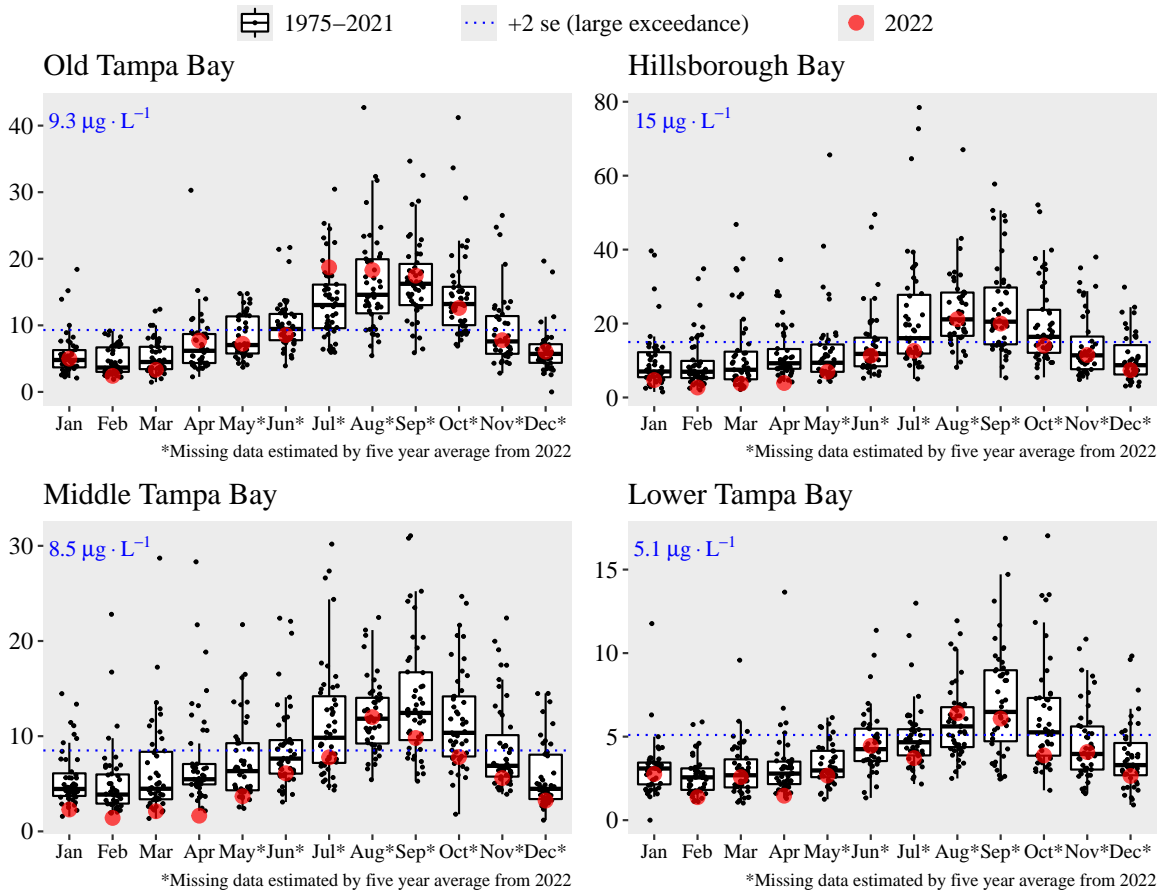 1975–2021 +2 se (large exceedance) 2022
Old Tampa Bay
9.3 μg · L⁻¹
40
30
20
10
0
Jan Feb Mar Apr May* Jun* Jul* Aug* Sep* Oct* Nov* Dec*
*Missing data estimated by five year average from 2022
Hillsborough Bay
15 μg · L⁻¹
80
60
40
20
0
Jan Feb Mar Apr May* Jun* Jul* Aug* Sep* Oct* Nov* Dec*
*Missing data estimated by five year average from 2022
Middle Tampa Bay
8.5 μg · L⁻¹
30
20
10
0
Jan Feb Mar Apr May* Jun* Jul* Aug* Sep* Oct* Nov* Dec*
*Missing data estimated by five year average from 2022
Lower Tampa Bay
5.1 μg · L⁻¹
15
10
5
0
Jan Feb Mar Apr May* Jun* Jul* Aug* Sep* Oct* Nov* Dec*
*Missing data estimated by five year average from 2022